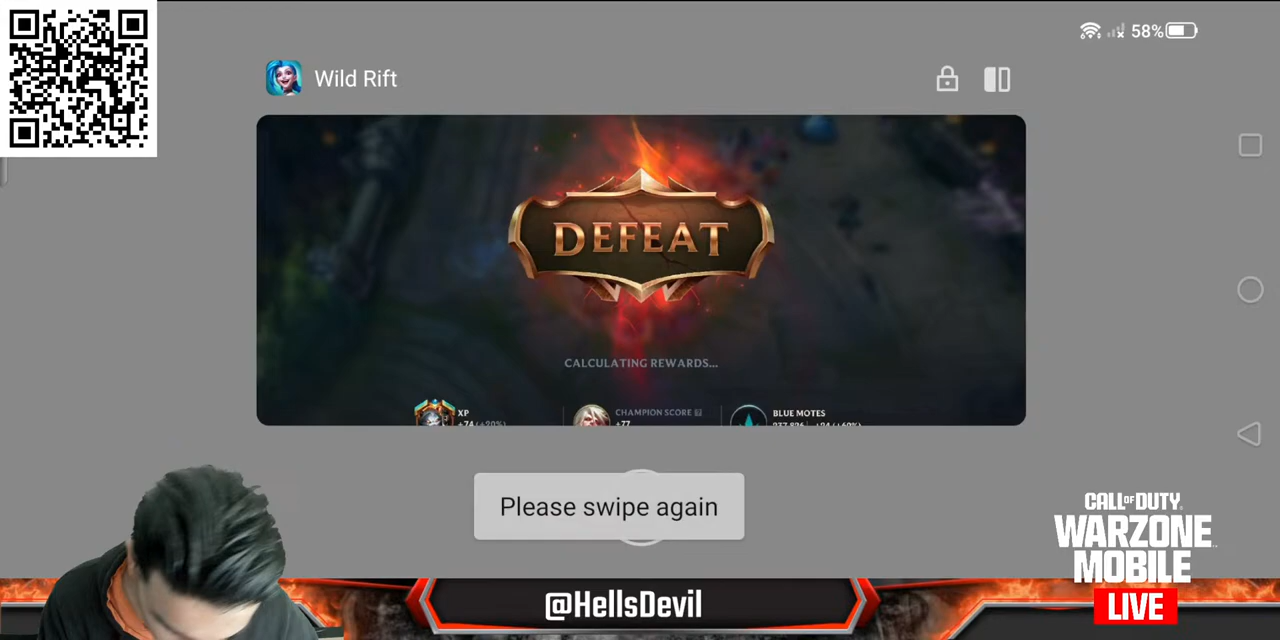 58%
Wild Rift
DEFEAT
CALCULATING REWARDS...
XP
CHAMPION SCORE
BLUE MOTES
+77
Please swipe again
CALL OF DUTY
WARZONE
MOBILE
LIVE
@HellsDevil